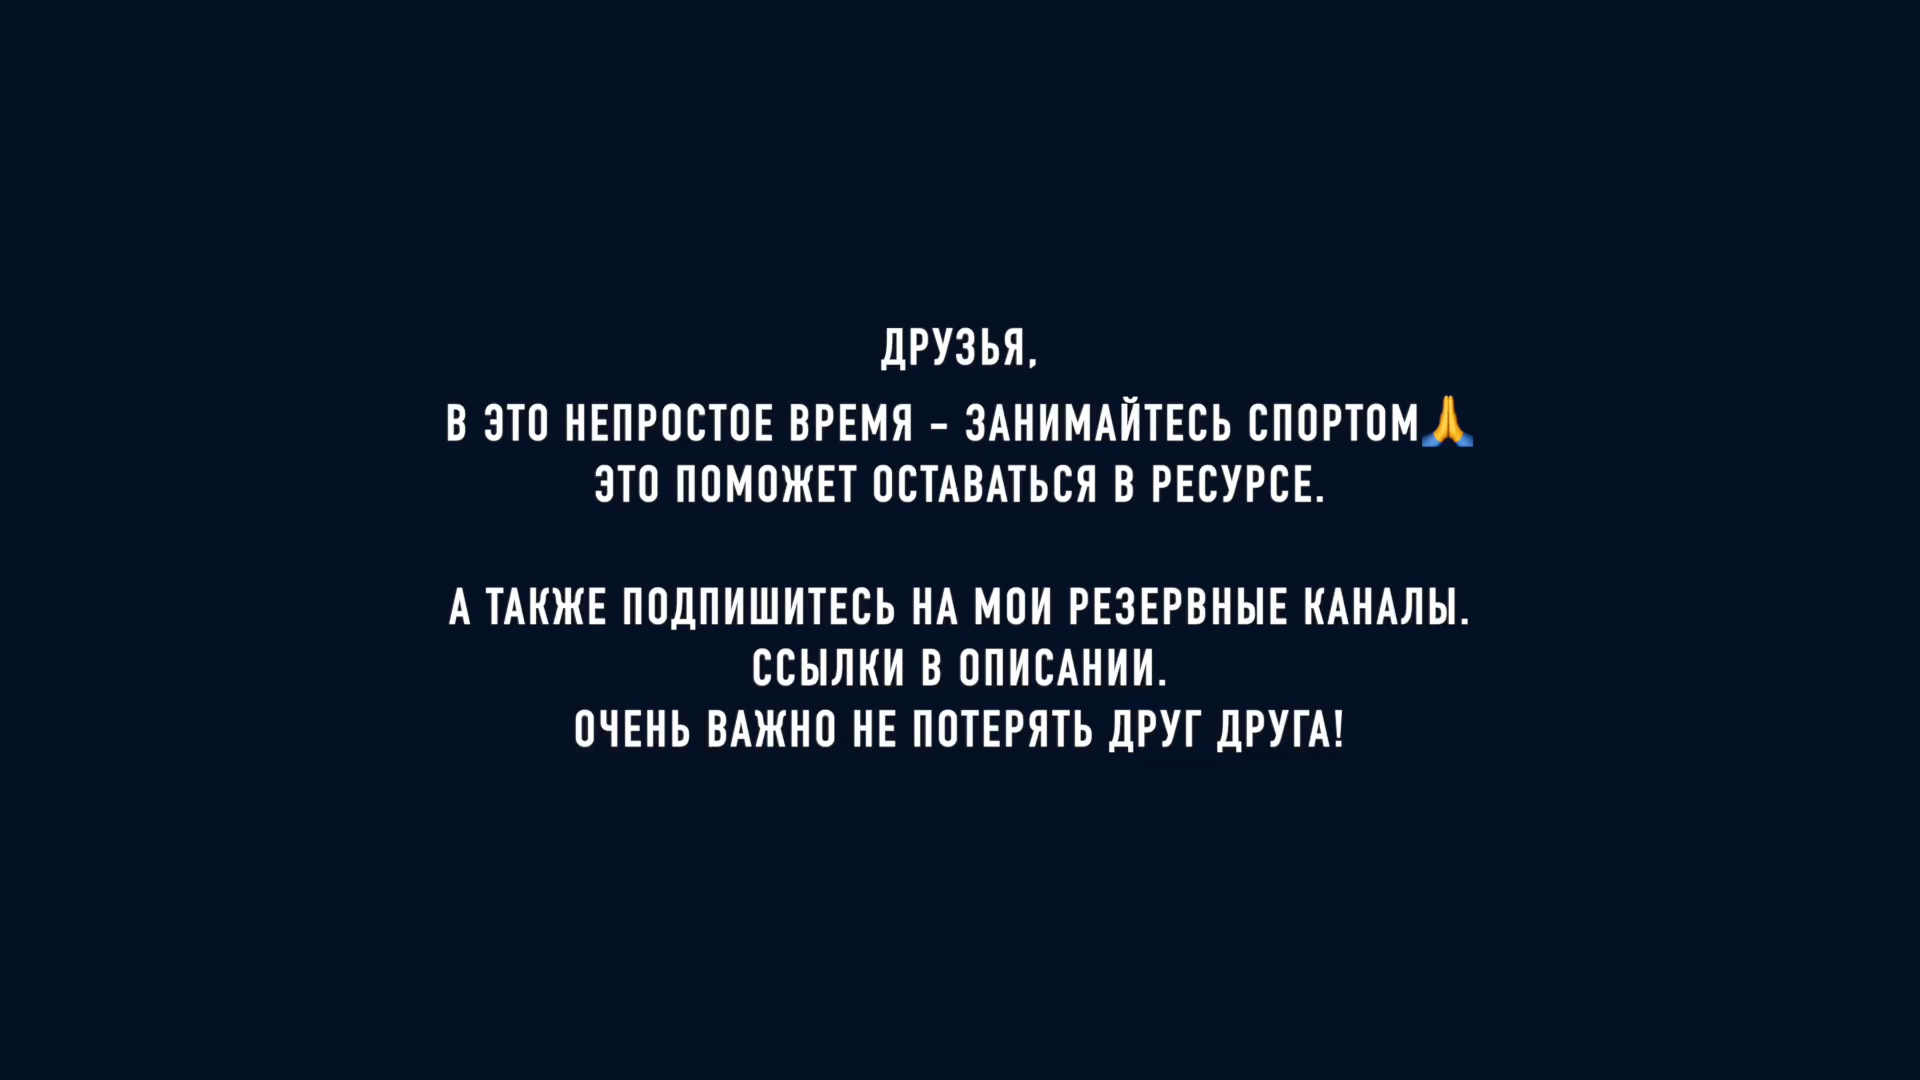 ДРУЗЬЯ,
В ЭТО НЕПРОСТОЕ ВРЕМЯ – ЗАНИМАЙТЕСЬ СПОРТОМ🙏
ЭТО ПОМОЖЕТ ОСТАВАТЬСЯ В РЕСУРСЕ.
А ТАКЖЕ ПОДПИШИТЕСЬ НА МОИ РЕЗЕРВНЫЕ КАНАЛЫ.
ССЫЛКИ В ОПИСАНИИ.
ОЧЕНЬ ВАЖНО НЕ ПОТЕРЯТЬ ДРУГ ДРУГА!